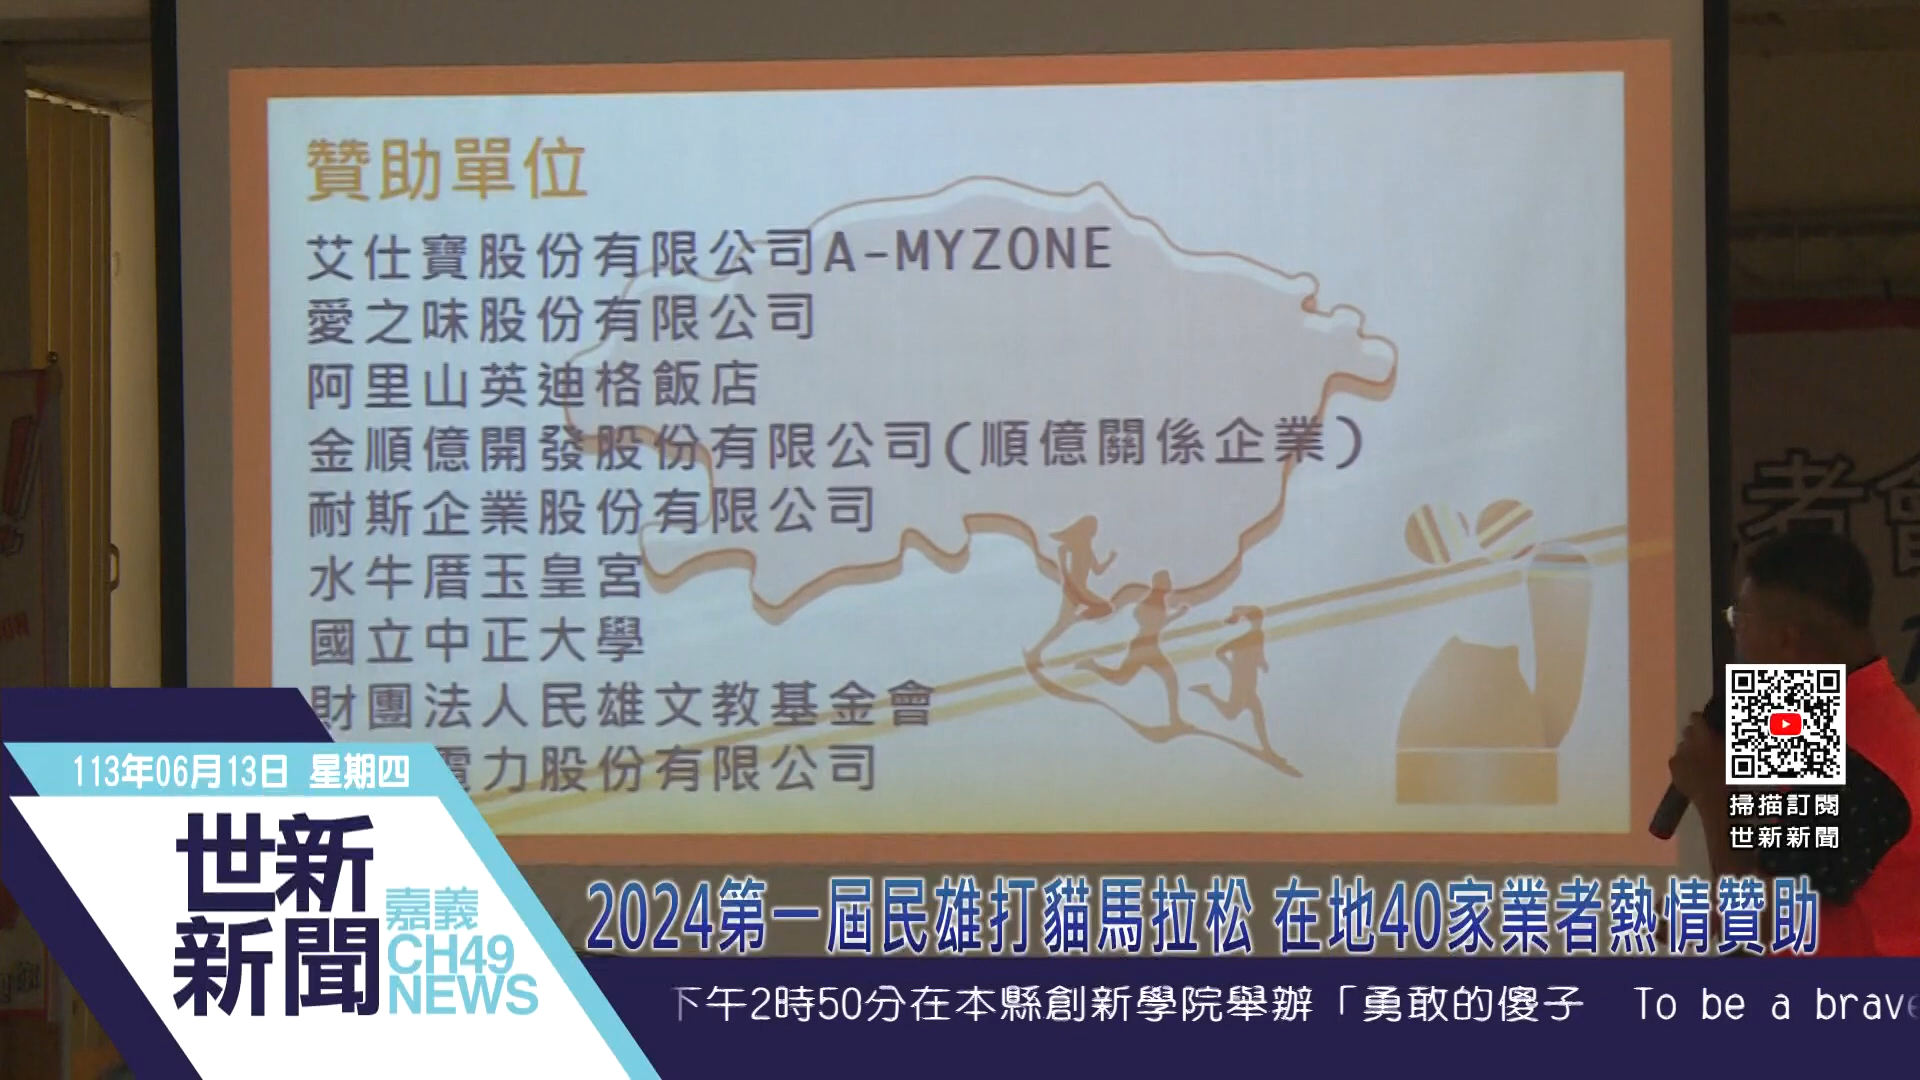 贊助單位
艾仕寶股份有限公司A-MYZONE
愛之味股份有限公司
阿里山英迪格飯店
金順億開發股份有限公司(順億關係企業)
耐斯企業股份有限公司
水牛厝玉皇宮
國立中正大學
財團法人民雄文教基金會
電力股份有限公司
者會
113年06月13日 星期四
世新
新聞
嘉義
CH49
NEWS
掃描訂閱
世新新聞
2024第一屆民雄打貓馬拉松 在地40家業者熱情贊助
下午2時50分在本縣創新學院舉辦「勇敢的傻子 To be a brave